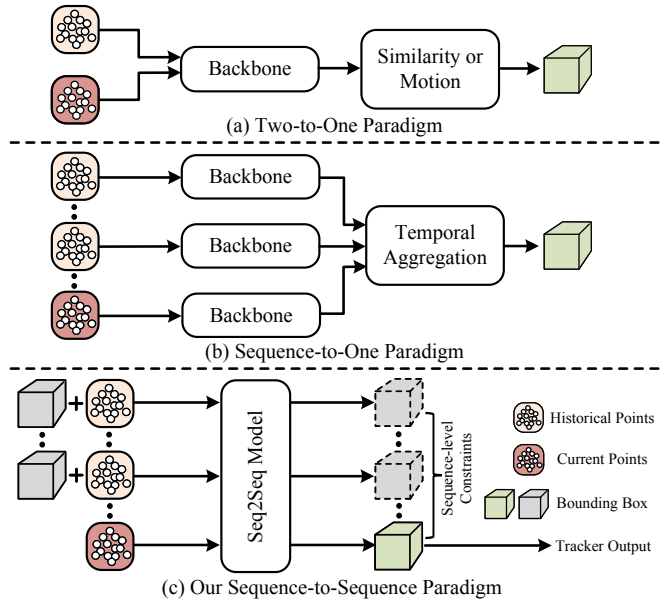 Backbone
Similarity or
Motion
(a) Two-to-One Paradigm
Backbone
Backbone
Backbone
Temporal
Aggregation
(b) Sequence-to-One Paradigm
+
+
Seq2Seq Model
Sequence-level
Constraints
Historical Points
Current Points
Bounding Box
Tracker Output
(c) Our Sequence-to-Sequence Paradigm